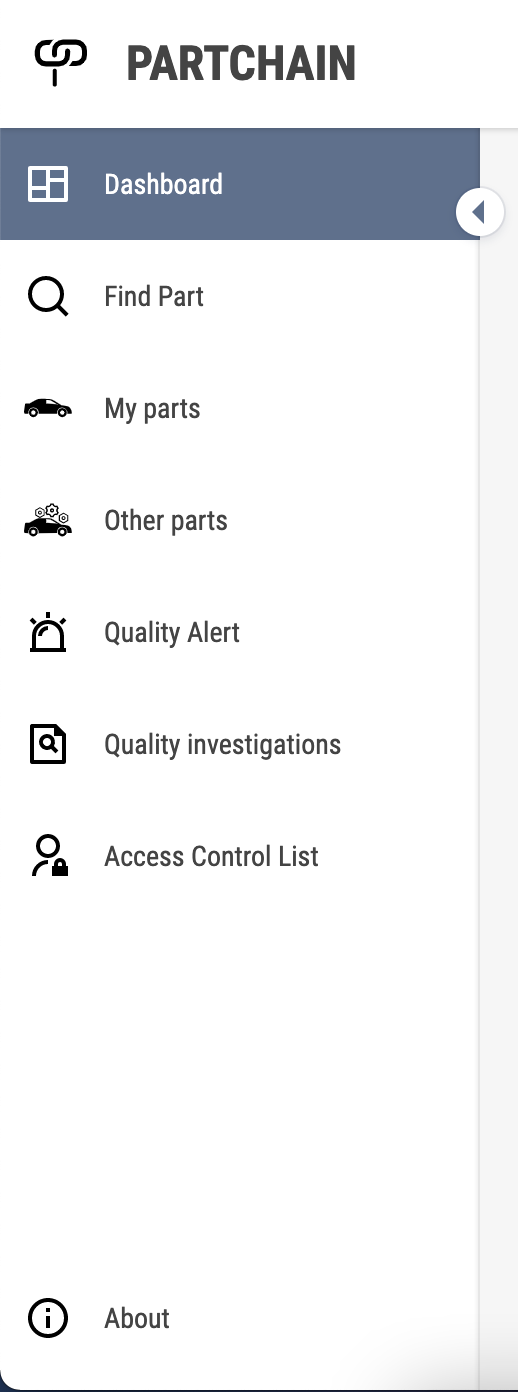 PARTCHAIN
Dashboard
Find Part
My parts
Other parts
Quality Alert
Quality investigations
Access Control List
About